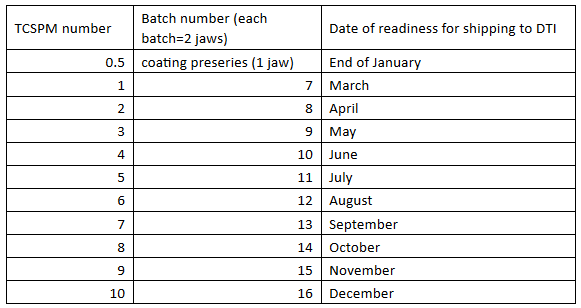 TCSPM number Batch number (each batch=2 jaws) Date of readiness for shipping to DTI
0.5 coating preseries (1 jaw) End of January
1 7 March
2 8 April
3 9 May
4 10 June
5 11 July
6 12 August
7 13 September
8 14 October
9 15 November
10 16 December